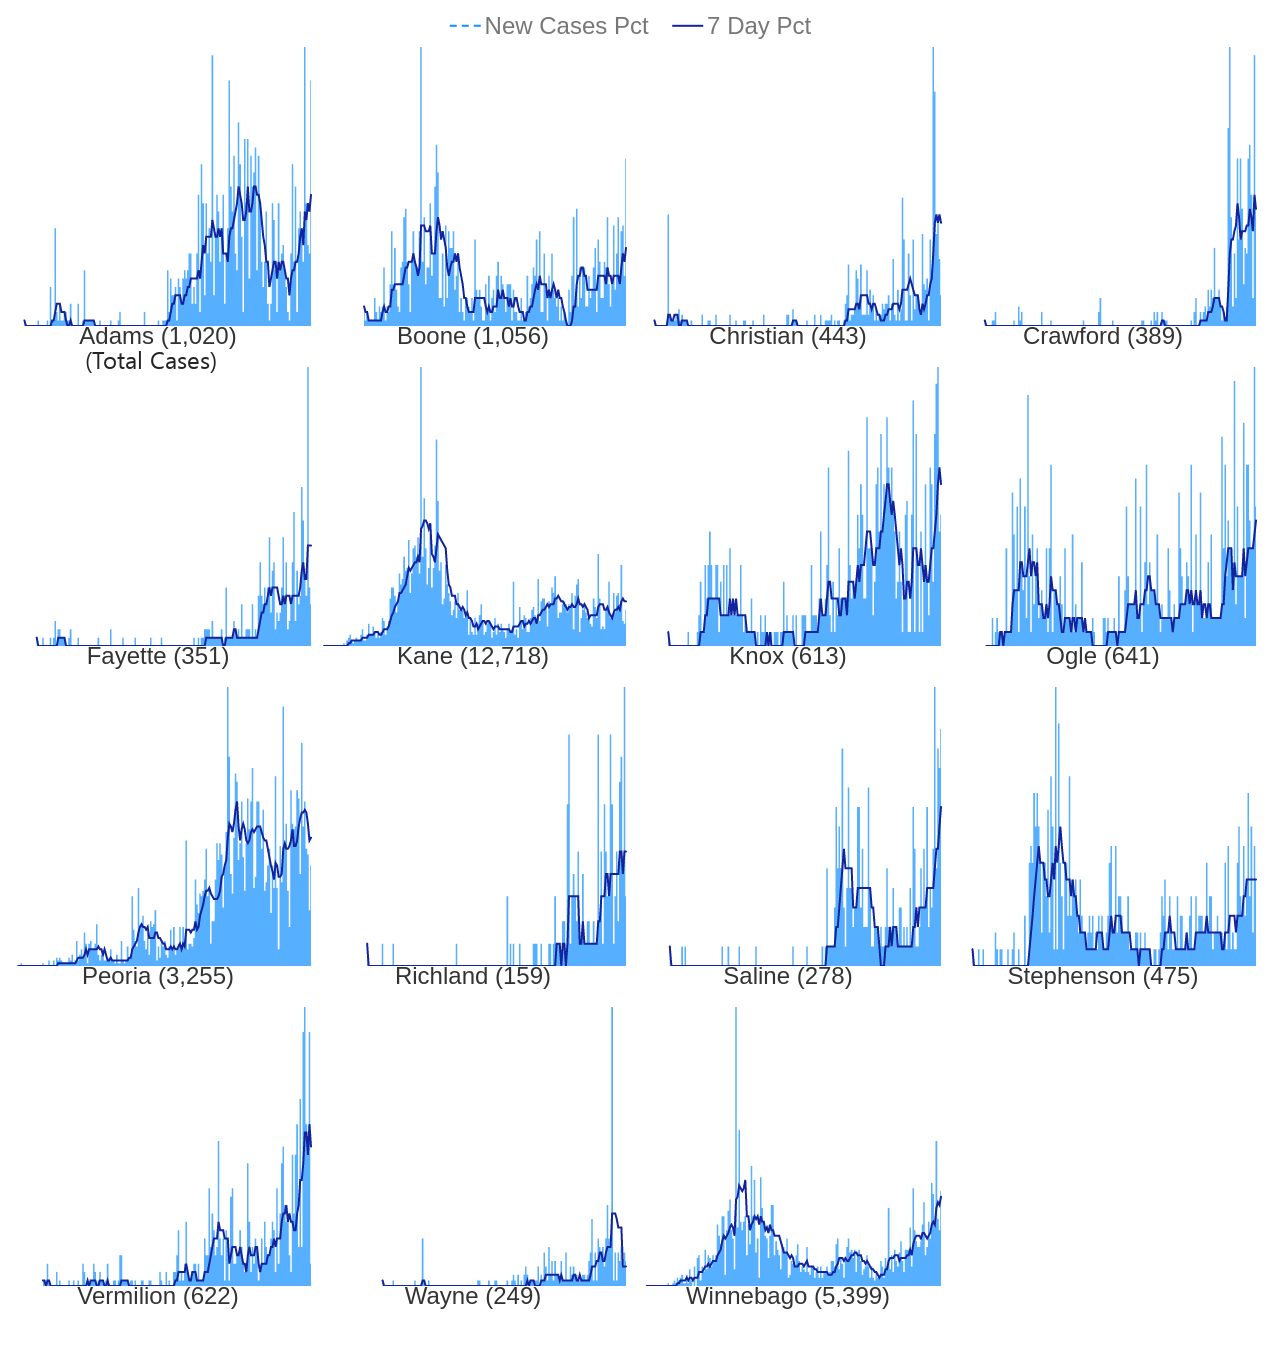 New Cases Pct 7 Day Pct
Adams (1,020) Boone (1,056) Christian (443) Crawford (389)
(Total Cases)
Fayette (351) Kane (12,718) Knox (613) Ogle (641)
Peoria (3,255) Richland (159) Saline (278) Stephenson (475)
Vermilion (622) Wayne (249) Winnebago (5,399)